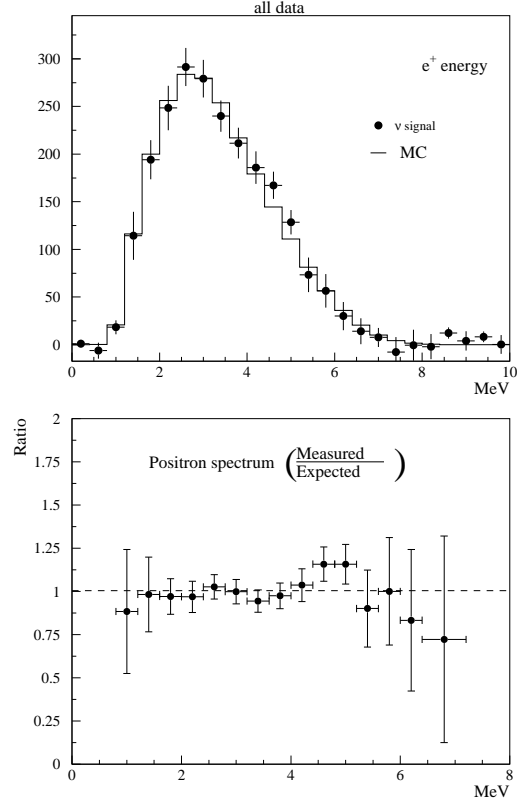 all data
300
250
200
150
100
50
0
e+ energy
ν signal
MC
0 2 4 6 8 10
MeV
Ratio
2
1.75
1.5
1.25
1
0.75
0.5
0.25
0
Positron spectrum (Measured
Expected)
0 2 4 6 8
MeV